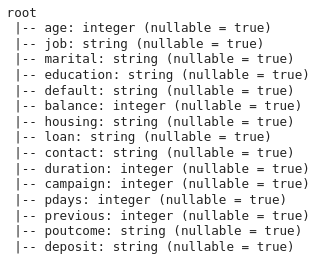 root
 |-- age: integer (nullable = true)
 |-- job: string (nullable = true)
 |-- marital: string (nullable = true)
 |-- education: string (nullable = true)
 |-- default: string (nullable = true)
 |-- balance: integer (nullable = true)
 |-- housing: string (nullable = true)
 |-- loan: string (nullable = true)
 |-- contact: string (nullable = true)
 |-- duration: integer (nullable = true)
 |-- campaign: integer (nullable = true)
 |-- pdays: integer (nullable = true)
 |-- previous: integer (nullable = true)
 |-- poutcome: string (nullable = true)
 |-- deposit: string (nullable = true)